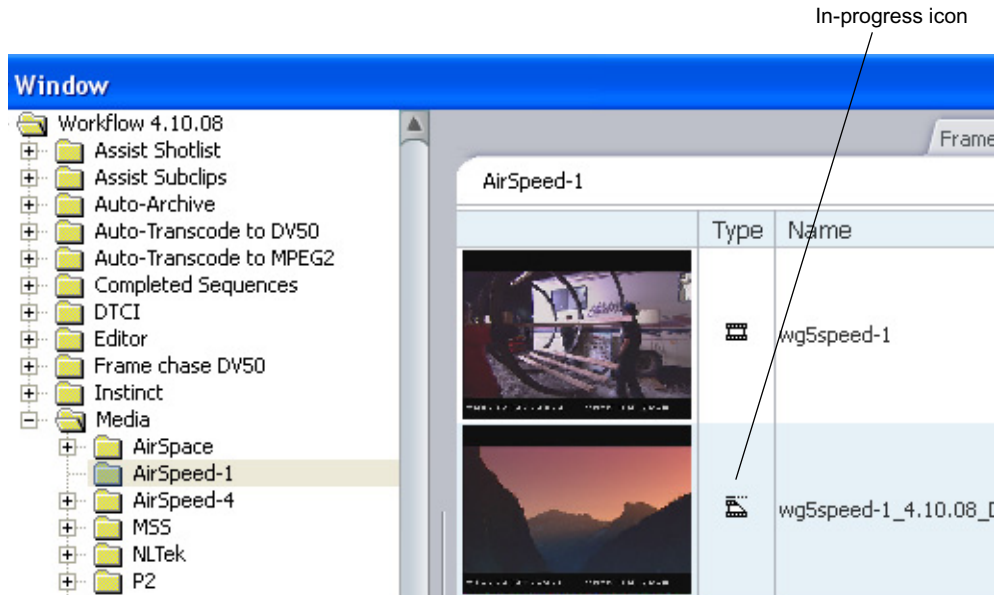 In-progress icon
Window
Workflow 4.10.08
Assist Shotlist
Assist Subclips
Auto-Archive
Auto-Transcode to DV50
Auto-Transcode to MPEG2
Completed Sequences
DTCI
Editor
Frame chase DV50
Instinct
Media
AirSpace
AirSpeed-1
AirSpeed-4
MSS
NLTek
P2
Frame
AirSpeed-1
Type Name
wg5speed-1
wg5speed-1_4.10.08_D